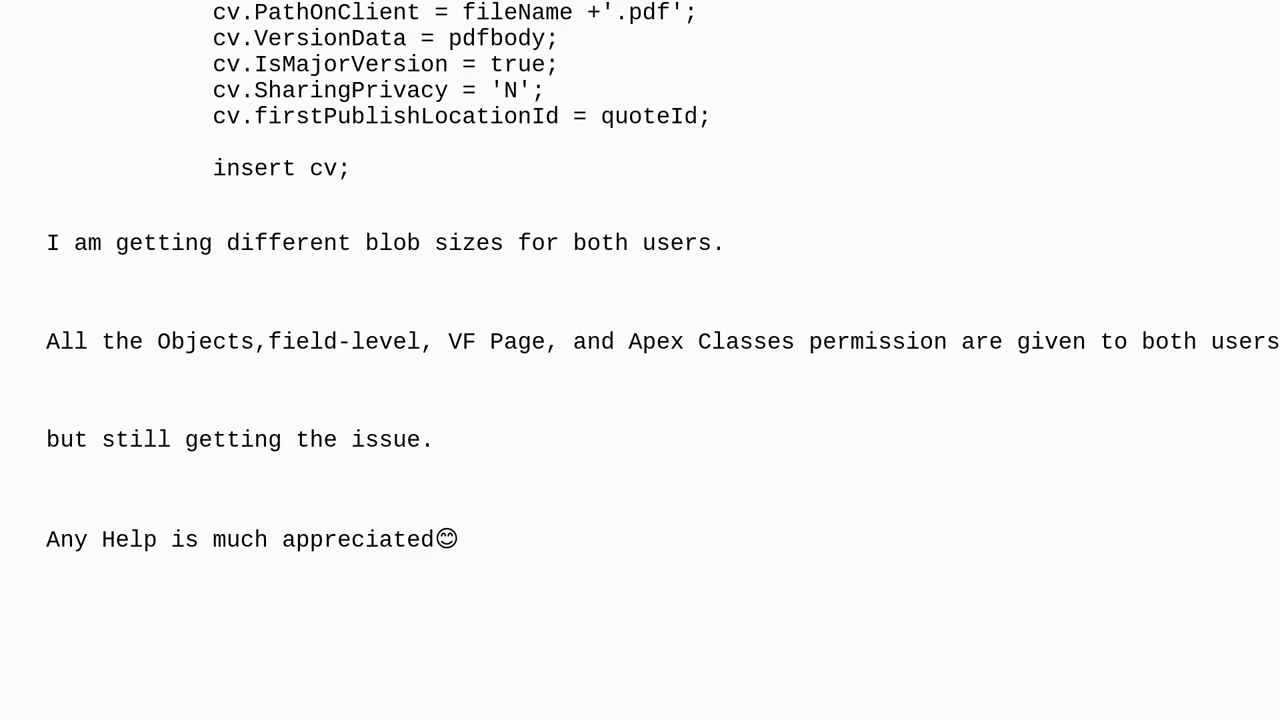 cv.PathOnClient = fileName +'.pdf';
cv.VersionData = pdfbody;
cv.IsMajorVersion = true;
cv.SharingPrivacy = 'N';
cv.firstPublishLocationId = quoteId;
insert cv;
I am getting different blob sizes for both users.
All the Objects,field-level, VF Page, and Apex Classes permission are given to both users
but still getting the issue.
Any Help is much appreciated😊